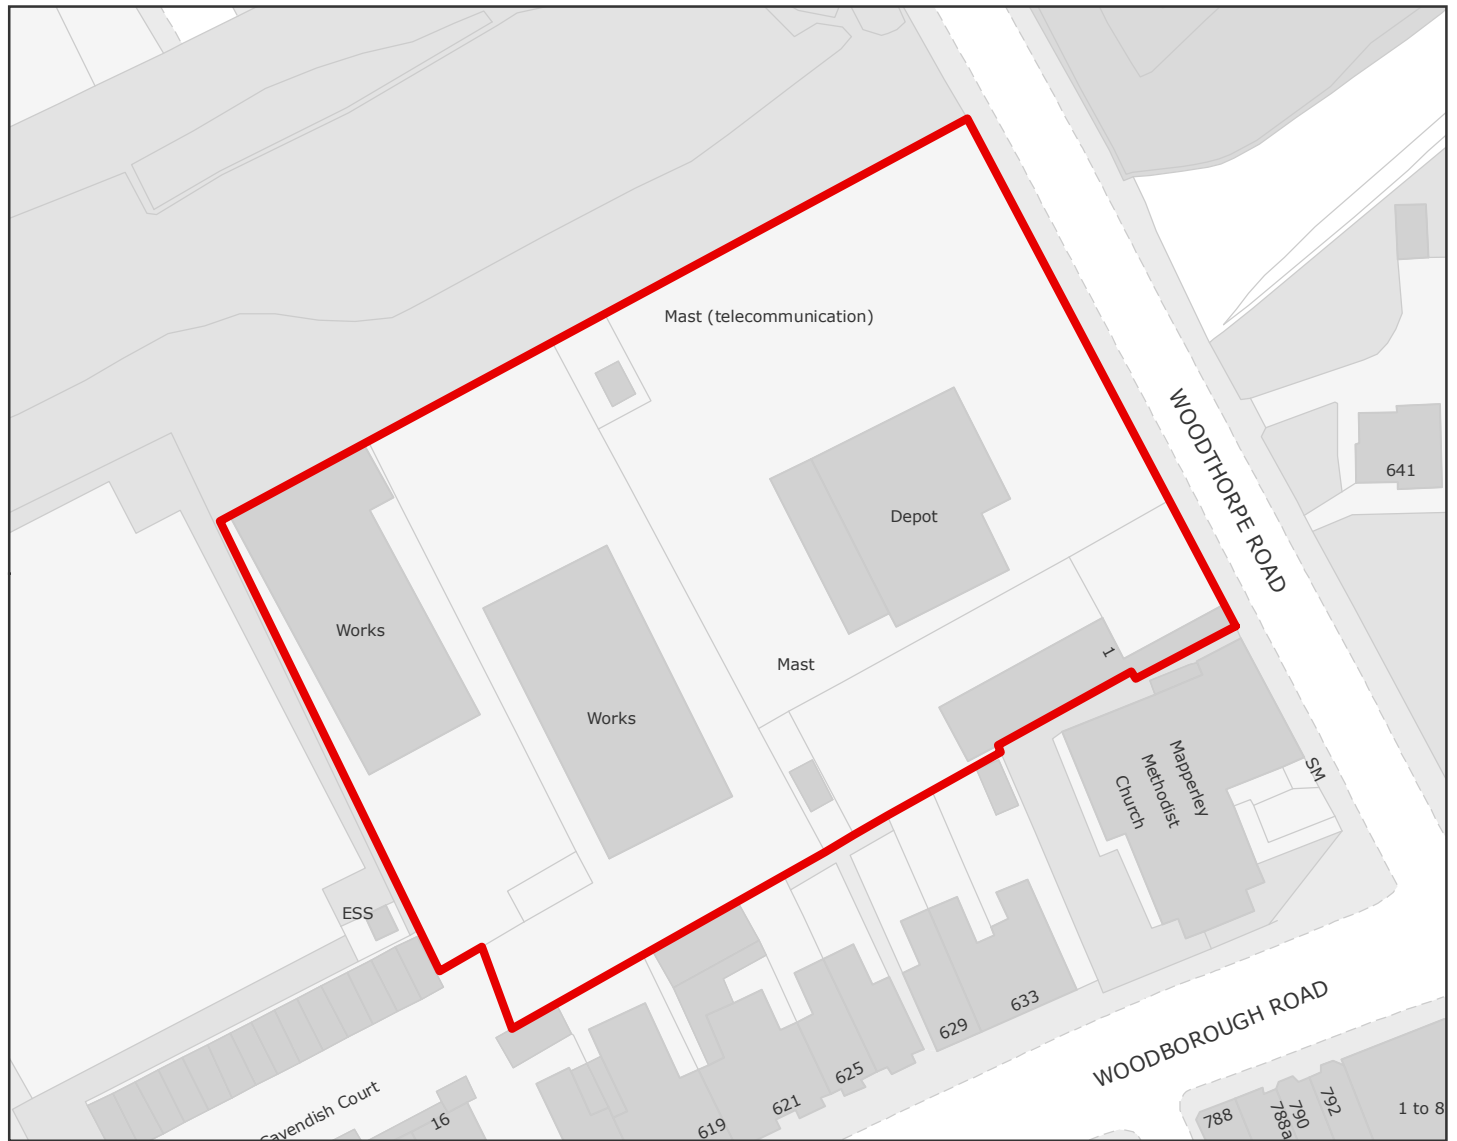 Mast (telecommunication)
WOODTHORPE ROAD
641
Depot
Works
1
Mast
Works
Mapperley
Methodist
Church
SM
ESS
633
629
WOODBOROUGH ROAD
625
621
619
Cavendish Court
16
788
788a
790
792
1 to 8